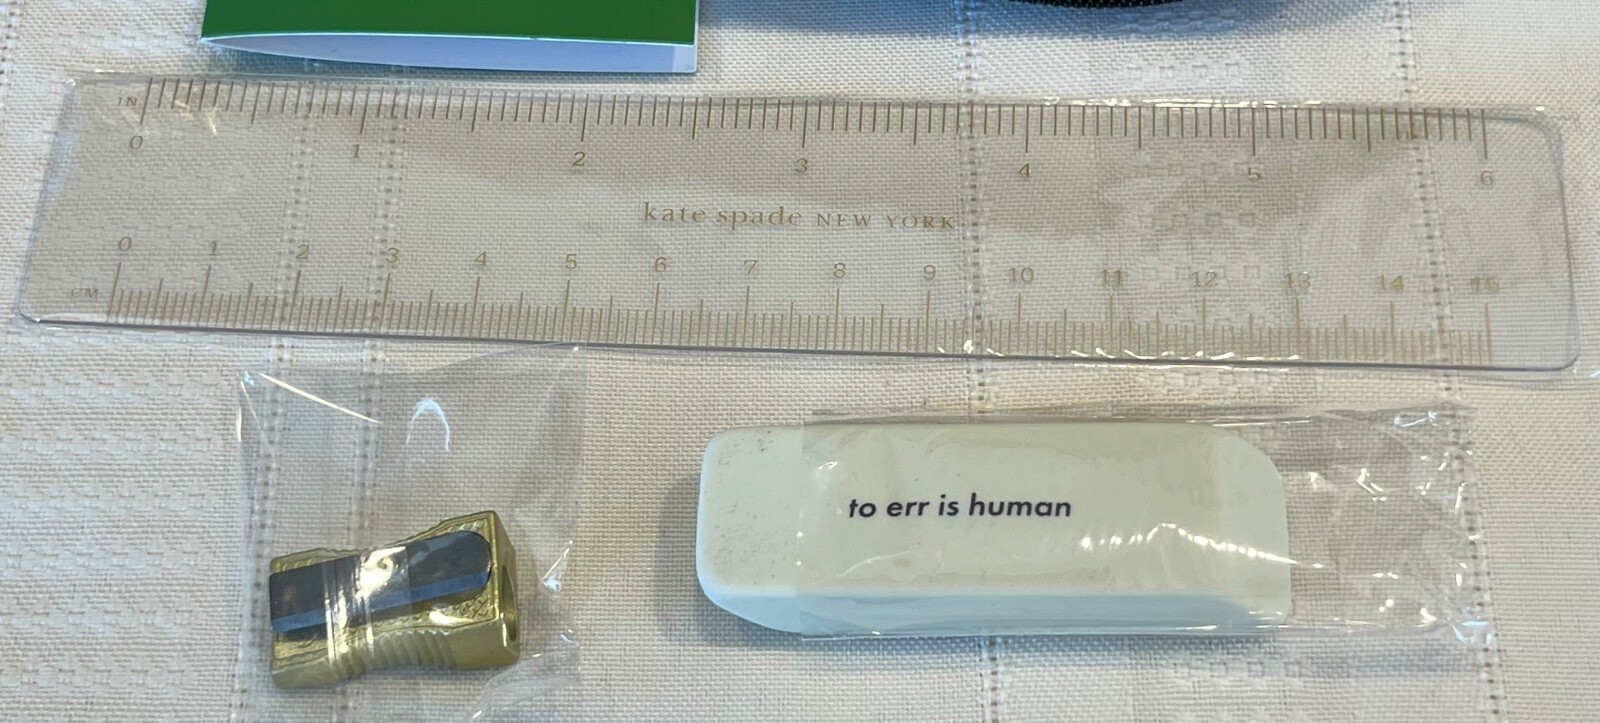 IN
0 1 2 3 4 5 6
kate spade NEW YORK
0 1 2 3 4 5 6 7 8 9 10 11 12 13 14 15
CM
to err is human